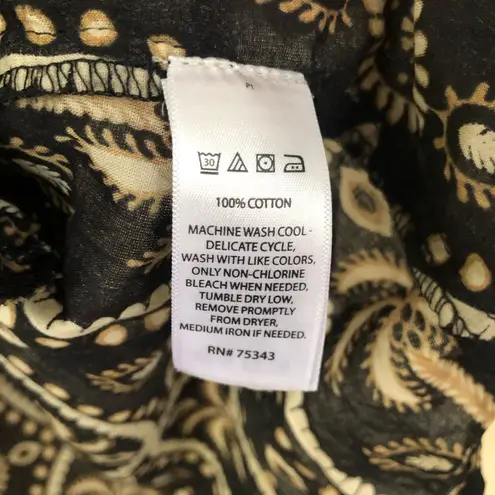 30
100% COTTON
MACHINE WASH COOL -
DELICATE CYCLE,
WASH WITH LIKE COLORS,
ONLY NON-CHLORINE
BLEACH WHEN NEEDED,
TUMBLE DRY LOW,
REMOVE PROMPTLY
FROM DRYER,
MEDIUM IRON IF NEEDED.
RN# 75343